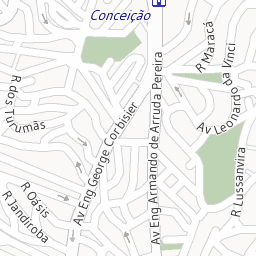 Conceição
R Maracá
R dos Turumãs
Av Leonardo da Vinci
Av Eng George Corbisier
Av Eng Armando de Arruda Pereira
R Lussanvira
R Oásis
R Jandiroba